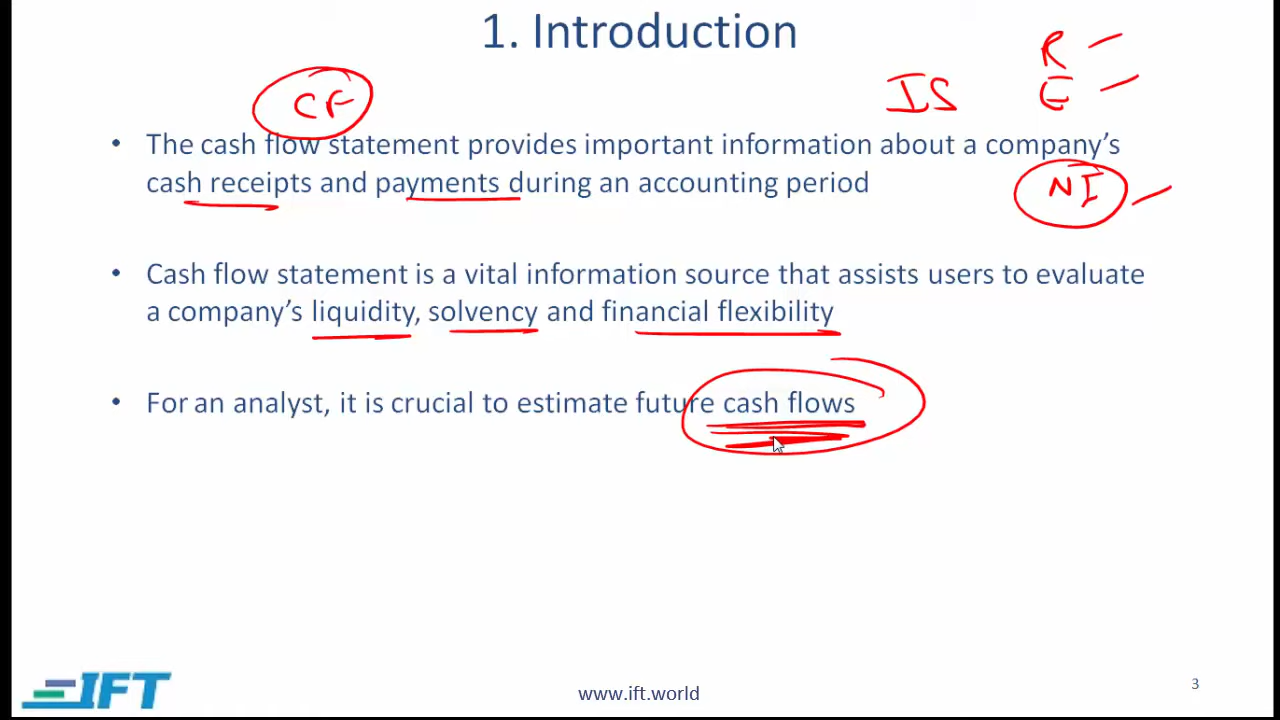 1. Introduction
R
CF
IS
E
• The cash flow statement provides important information about a company's
cash receipts and payments during an accounting period
NI
• Cash flow statement is a vital information source that assists users to evaluate
a company's liquidity, solvency and financial flexibility
• For an analyst, it is crucial to estimate future cash flows
IFT
www.ift.world
3